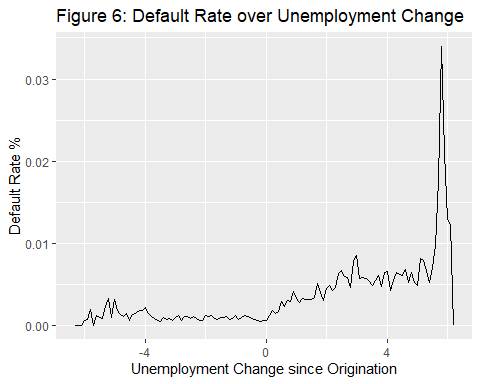 Figure 6: Default Rate over Unemployment Change
Default Rate %
0.03
0.02
0.01
0.00
-4
0
4
Unemployment Change since Origination